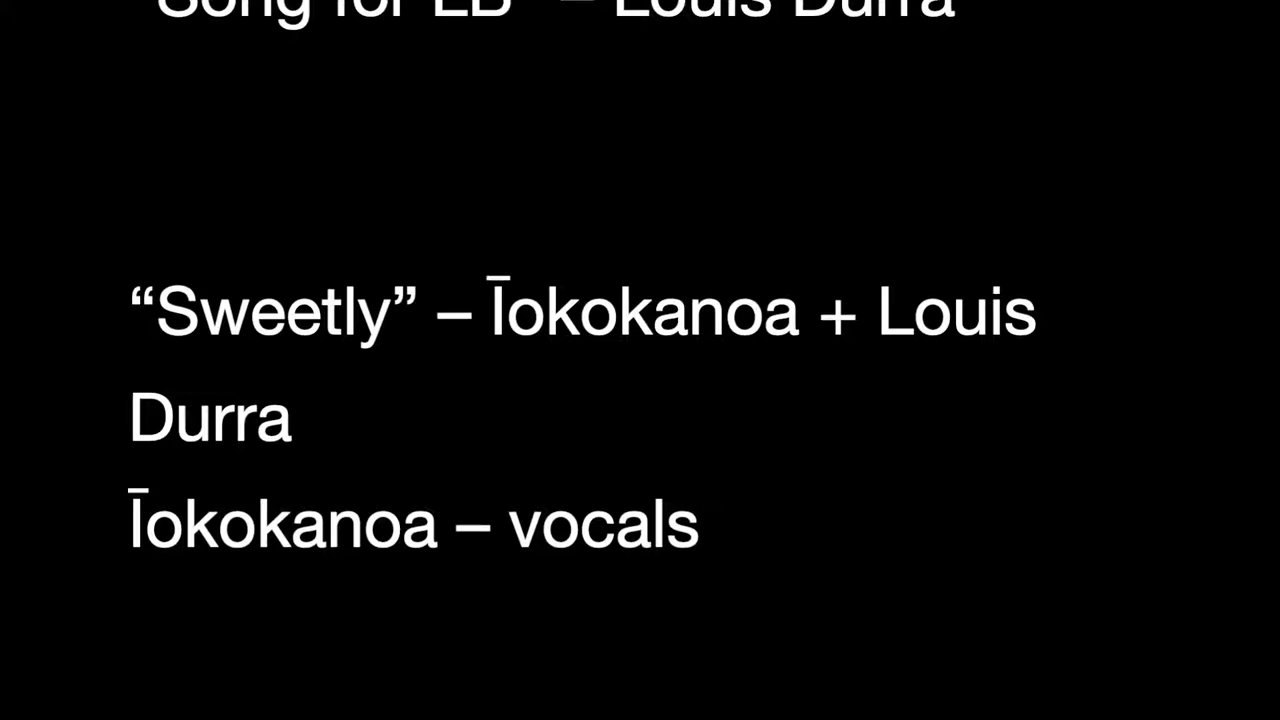 “Song for LB” – Louis Durra
“Sweetly” – Īokokanoa + Louis
Durra
Īokokanoa – vocals